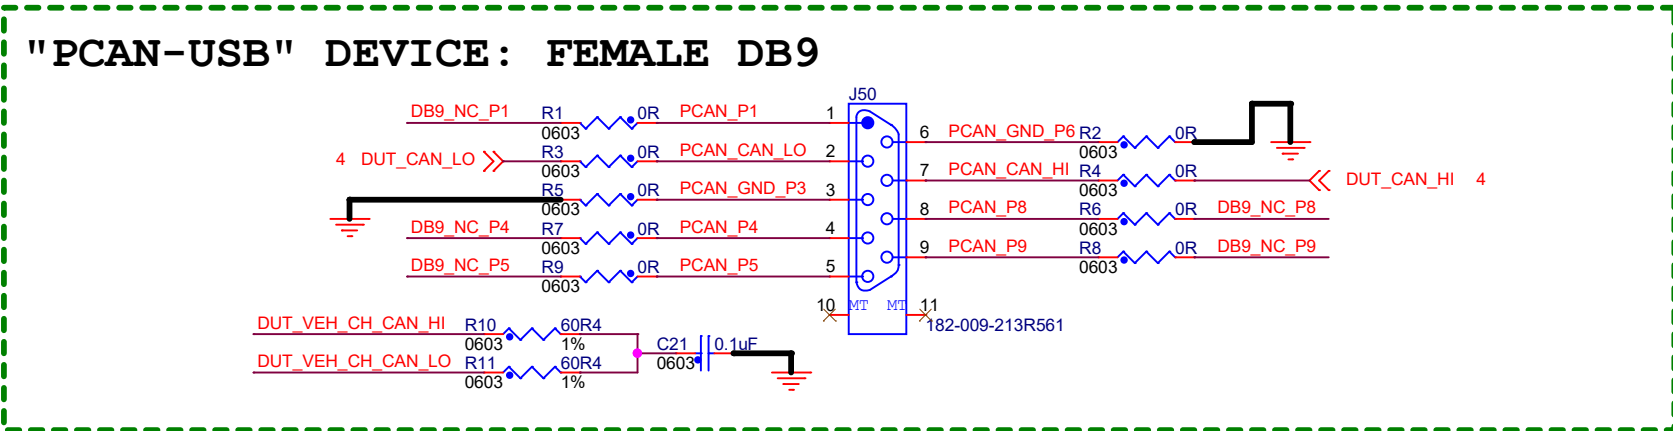 "PCAN-USB" DEVICE: FEMALE DB9
J50
DB9_NC_P1 R1 0R PCAN_P1 1
0603
6 PCAN_GND_P6 R2 0R
0603
4 DUT_CAN_LO R3 0R PCAN_CAN_LO 2
0603
7 PCAN_CAN_HI R4 0R DUT_CAN_HI 4
0603
R5 0R PCAN_GND_P3 3
0603
8 PCAN_P8 R6 0R DB9_NC_P8
0603
DB9_NC_P4 R7 0R PCAN_P4 4
0603
9 PCAN_P9 R8 0R DB9_NC_P9
0603
DB9_NC_P5 R9 0R PCAN_P5 5
0603
10 MT MT 11
182-009-213R561
DUT_VEH_CH_CAN_HI R10 60R4
0603 1%
C21 0.1uF
0603
DUT_VEH_CH_CAN_LO R11 60R4
0603 1%